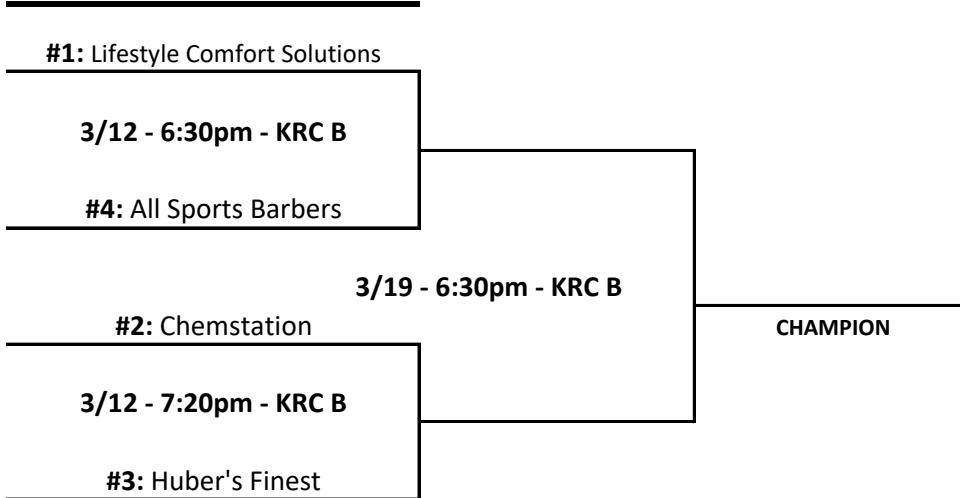 #1: Lifestyle Comfort Solutions
3/12 - 6:30pm - KRC B
#4: All Sports Barbers
3/19 - 6:30pm - KRC B
#2: Chemstation
CHAMPION
3/12 - 7:20pm - KRC B
#3: Huber's Finest